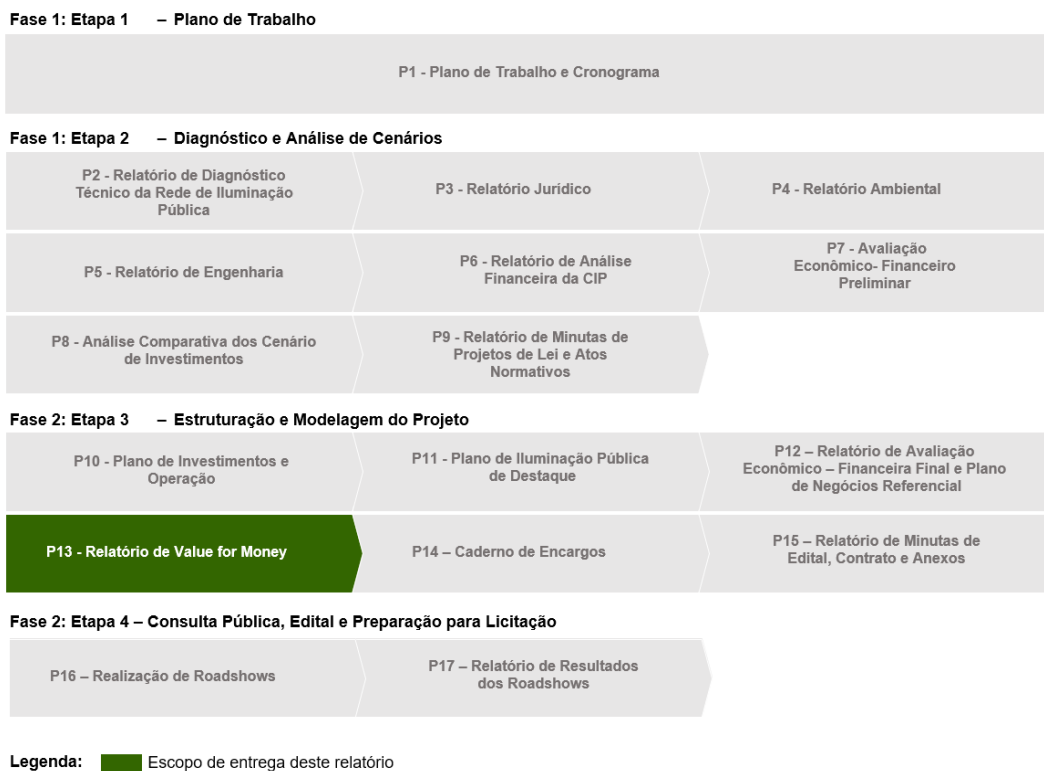 Fase 1: Etapa 1 – Plano de Trabalho
P1 - Plano de Trabalho e Cronograma
Fase 1: Etapa 2 – Diagnóstico e Análise de Cenários
P2 - Relatório de Diagnóstico
Técnico da Rede de Iluminação
Pública
P3 - Relatório Jurídico
P4 - Relatório Ambiental
P5 - Relatório de Engenharia
P6 - Relatório de Análise
Financeira da CIP
P7 - Avaliação
Econômico- Financeiro
Preliminar
P8 - Análise Comparativa dos Cenário
de Investimentos
P9 - Relatório de Minutas de
Projetos de Lei e Atos
Normativos
Fase 2: Etapa 3 – Estruturação e Modelagem do Projeto
P10 - Plano de Investimentos e
Operação
P11 - Plano de Iluminação Pública
de Destaque
P12 – Relatório de Avaliação
Econômico – Financeira Final e Plano
de Negócios Referencial
P13 - Relatório de Value for Money
P14 – Caderno de Encargos
P15 – Relatório de Minutas de
Edital, Contrato e Anexos
Fase 2: Etapa 4 – Consulta Pública, Edital e Preparação para Licitação
P16 – Realização de Roadshows
P17 – Relatório de Resultados
dos Roadshows
Legenda: Escopo de entrega deste relatório